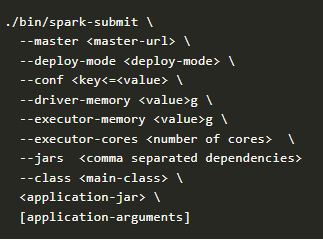 ./bin/spark-submit \
--master <master-url> \
--deploy-mode <deploy-mode> \
--conf <key<=<value> \
--driver-memory <value>g \
--executor-memory <value>g \
--executor-cores <number of cores>  \
--jars  <comma separated dependencies>
--class <main-class> \
<application-jar> \
[application-arguments]